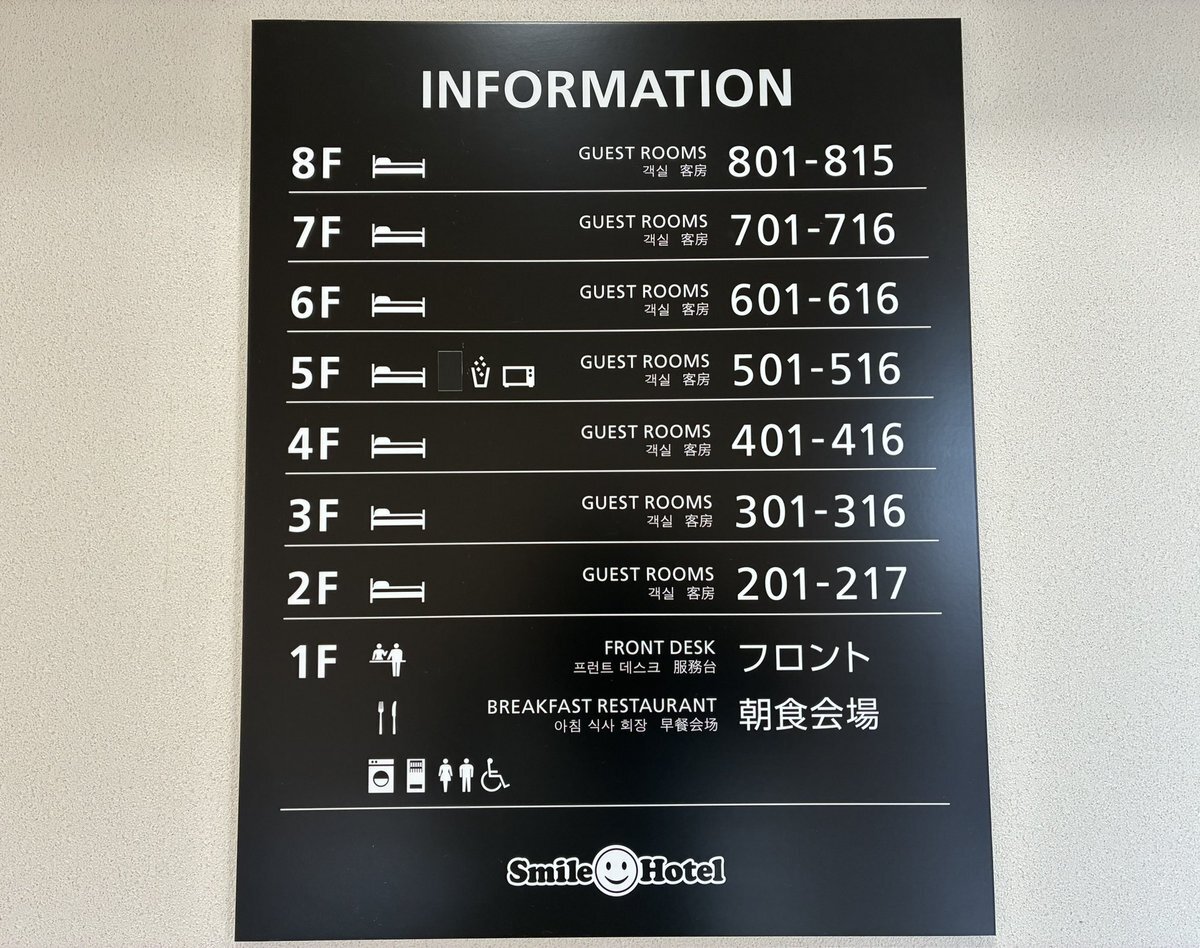 INFORMATION
8F GUEST ROOMS 801-815
객실 客房
7F GUEST ROOMS 701-716
객실 客房
6F GUEST ROOMS 601-616
객실 客房
5F GUEST ROOMS 501-516
객실 客房
4F GUEST ROOMS 401-416
객실 客房
3F GUEST ROOMS 301-316
객실 客房
2F GUEST ROOMS 201-217
객실 客房
1F FRONT DESK フロント
프런트 데스크 服務台
BREAKFAST RESTAURANT 朝食会場
아침 식사 회장 早餐会场
Smile Hotel